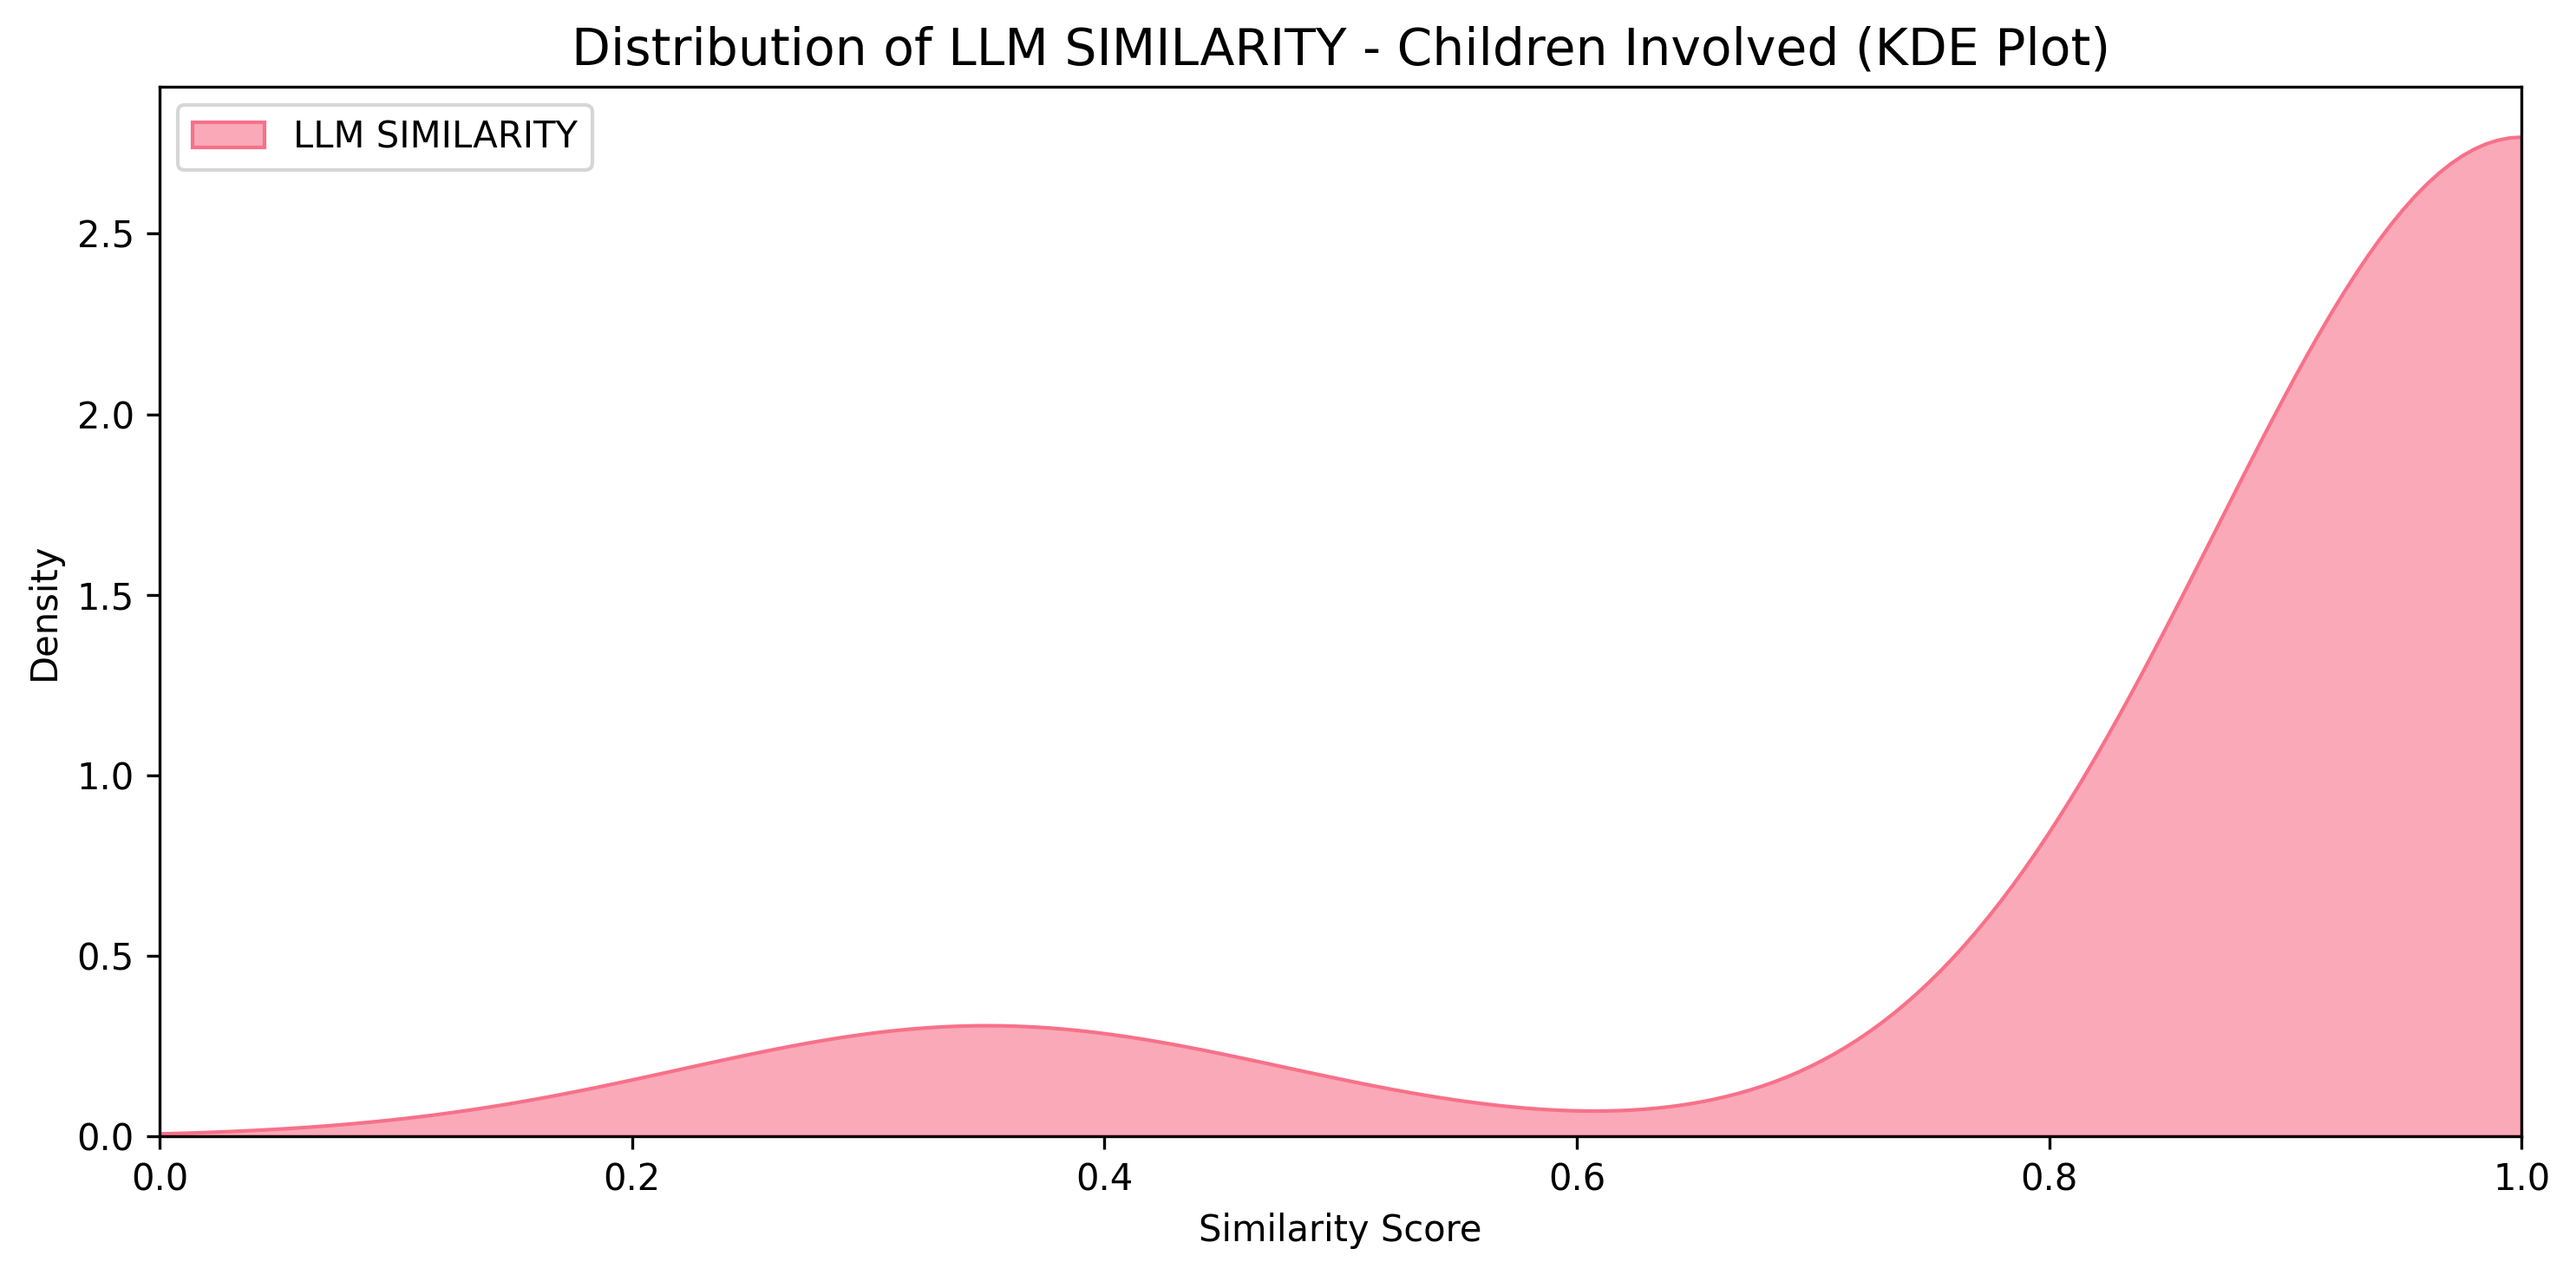 Distribution of LLM SIMILARITY - Children Involved (KDE Plot)
LLM SIMILARITY
Density
2.5
2.0
1.5
1.0
0.5
0.0
0.0 0.2 0.4 0.6 0.8 1.0
Similarity Score